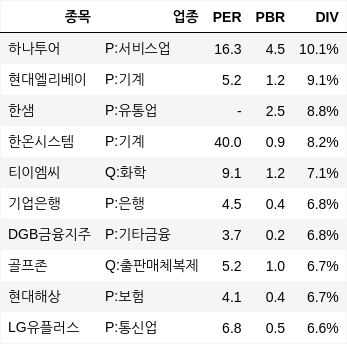 종목 업종 PER PBR DIV
하나투어 P:서비스업 16.3 4.5 10.1%
현대엘리베이 P:기계 5.2 1.2 9.1%
한샘 P:유통업 - 2.5 8.8%
한온시스템 P:기계 40.0 0.9 8.2%
티이엠씨 Q:화학 9.1 1.2 7.1%
기업은행 P:은행 4.5 0.4 6.8%
DGB금융지주 P:기타금융 3.7 0.2 6.8%
골프존 Q:출판매체복제 5.2 1.0 6.7%
현대해상 P:보험 4.1 0.4 6.7%
LG유플러스 P:통신업 6.8 0.5 6.6%